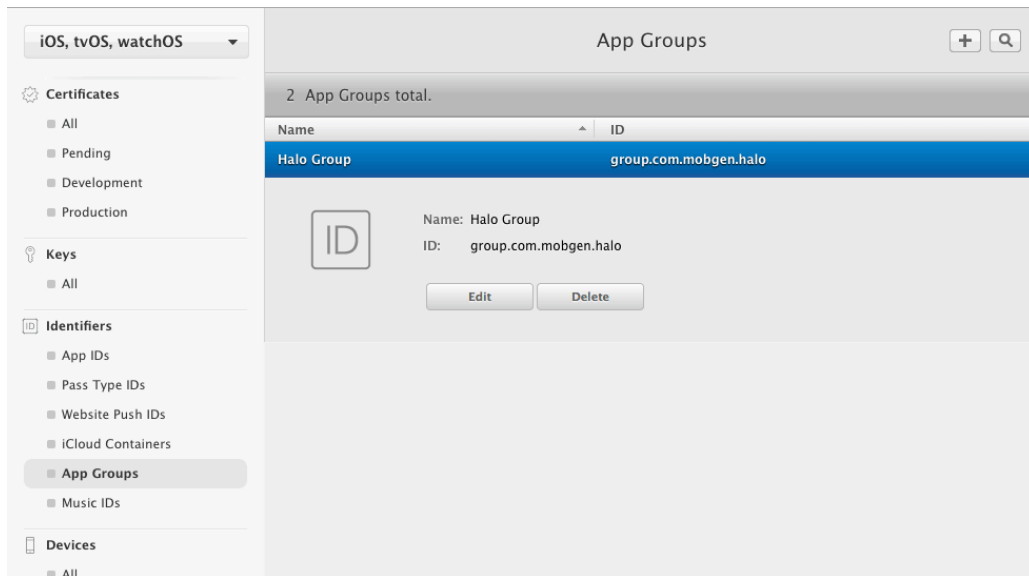 iOS, tvOS, watchOS
Certificates
All
Pending
Development
Production
Keys
All
ID
Identifiers
App IDs
Pass Type IDs
Website Push IDs
iCloud Containers
App Groups
Music IDs
Devices
All
App Groups
2 App Groups total.
Name ID
Halo Group group.com.mobgen.halo
ID
Name: Halo Group
ID: group.com.mobgen.halo
Edit Delete